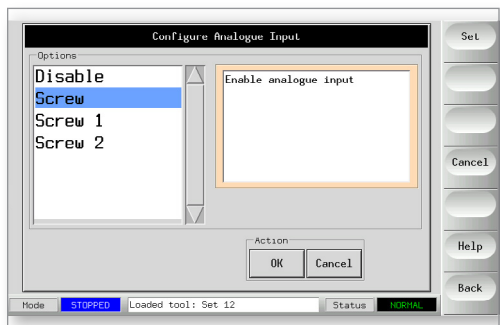 Configure Analogue Input
Set
Options
Disable
Screw
Screw 1
Screw 2
Enable analogue input
Cancel
Action
OK
Cancel
Help
Back
Mode
STOPPED
Loaded tool: Set 12
Status
NORMAL